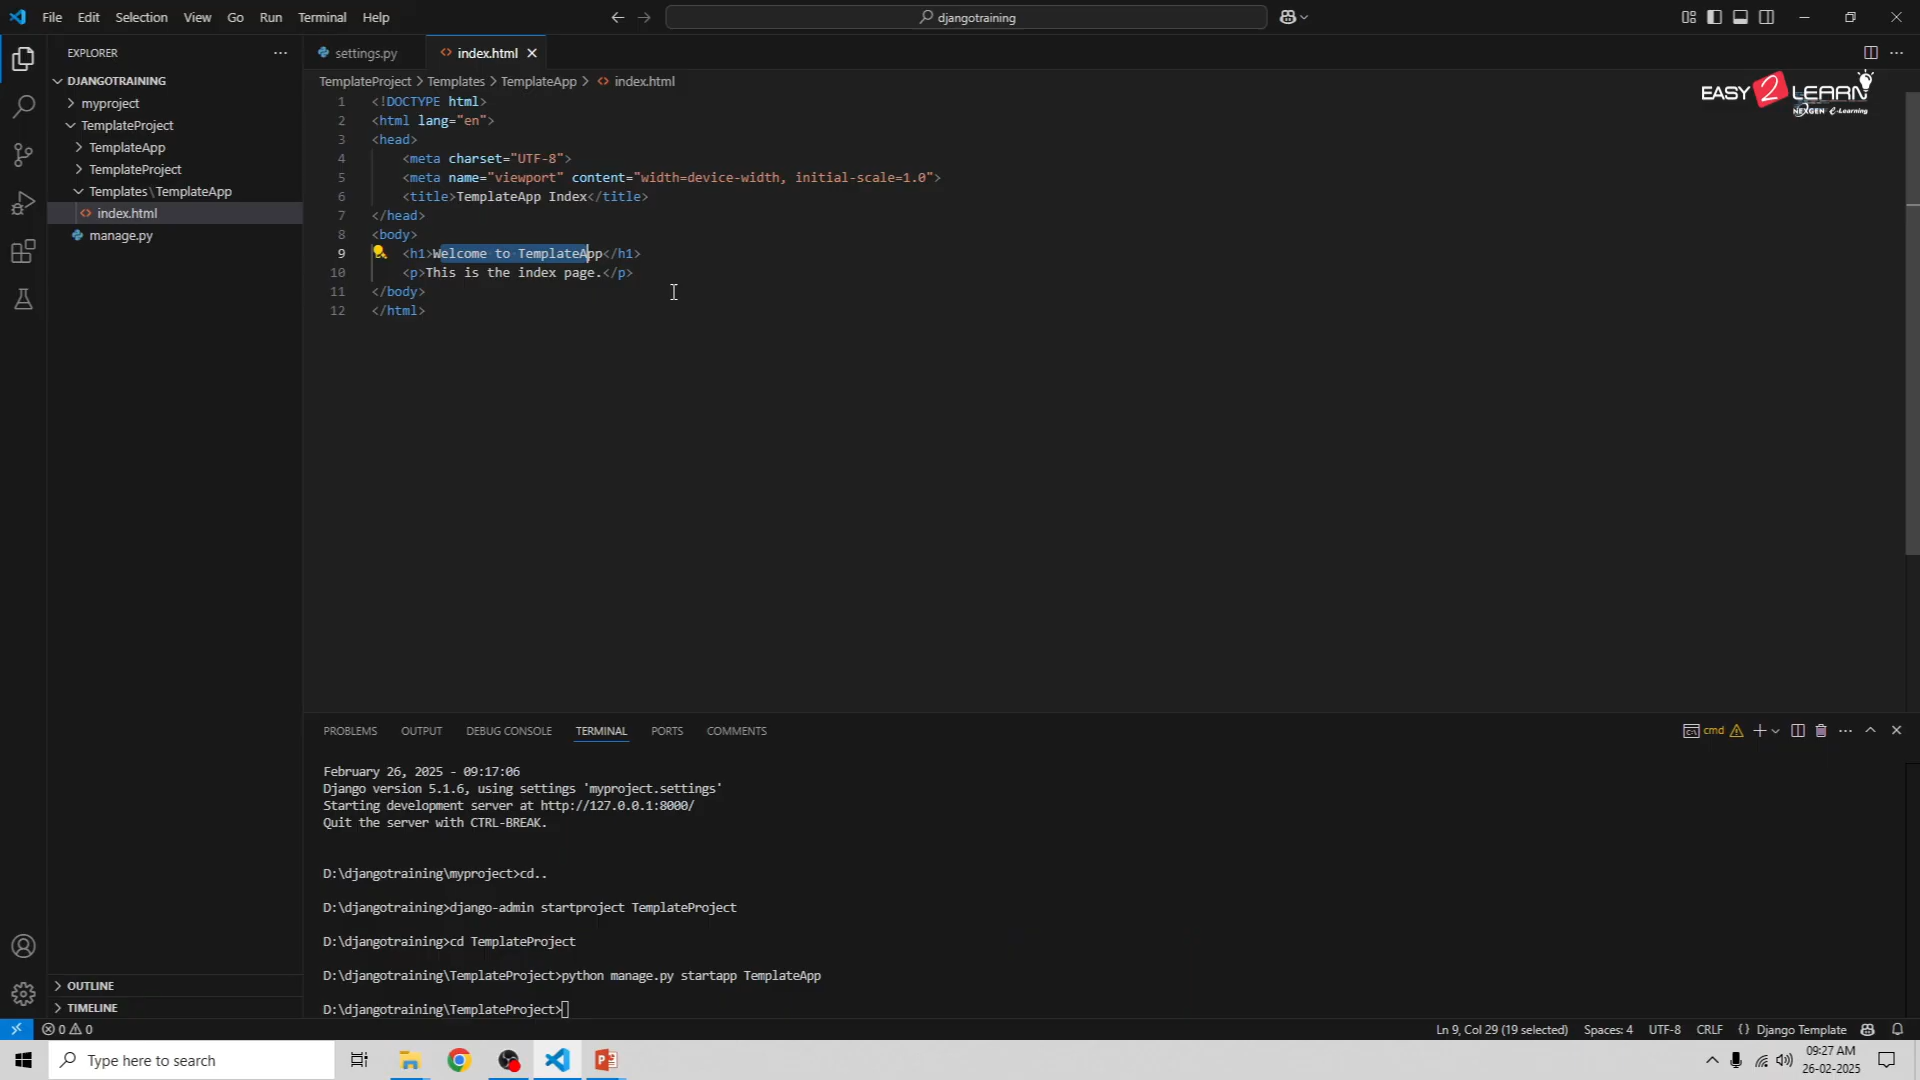 File Edit Selection View Go Run Terminal Help
djangotraining
EXPLORER
settings.py
index.html
EASY 2 LEARN
NEXGEN e-Learning
DJANGOTRAINING
myproject
TemplateProject
TemplateApp
TemplateProject
Templates\TemplateApp
index.html
manage.py
OUTLINE
TIMELINE
TemplateProject > Templates > TemplateApp > index.html
1 <!DOCTYPE html>
2 <html lang="en">
3 <head>
4 <meta charset="UTF-8">
5 <meta name="viewport" content="width=device-width, initial-scale=1.0">
6 <title>TemplateApp Index</title>
7 </head>
8 <body>
9 <h1>Welcome to TemplateApp</h1>
10 <p>This is the index page.</p>
11 </body>
12 </html>
PROBLEMS OUTPUT DEBUG CONSOLE TERMINAL PORTS COMMENTS
cmd
February 26, 2025 - 09:17:06
Django version 5.1.6, using settings 'myproject.settings'
Starting development server at http://127.0.0.1:8000/
Quit the server with CTRL-BREAK.
D:\djangotraining\myproject>cd..
D:\djangotraining>django-admin startproject TemplateProject
D:\djangotraining>cd TemplateProject
D:\djangotraining\TemplateProject>python manage.py startapp TemplateApp
D:\djangotraining\TemplateProject>
0 0
Ln 9, Col 29 (19 selected) Spaces: 4 UTF-8 CRLF {} Django Template
Type here to search
09:27 AM
26-02-2025